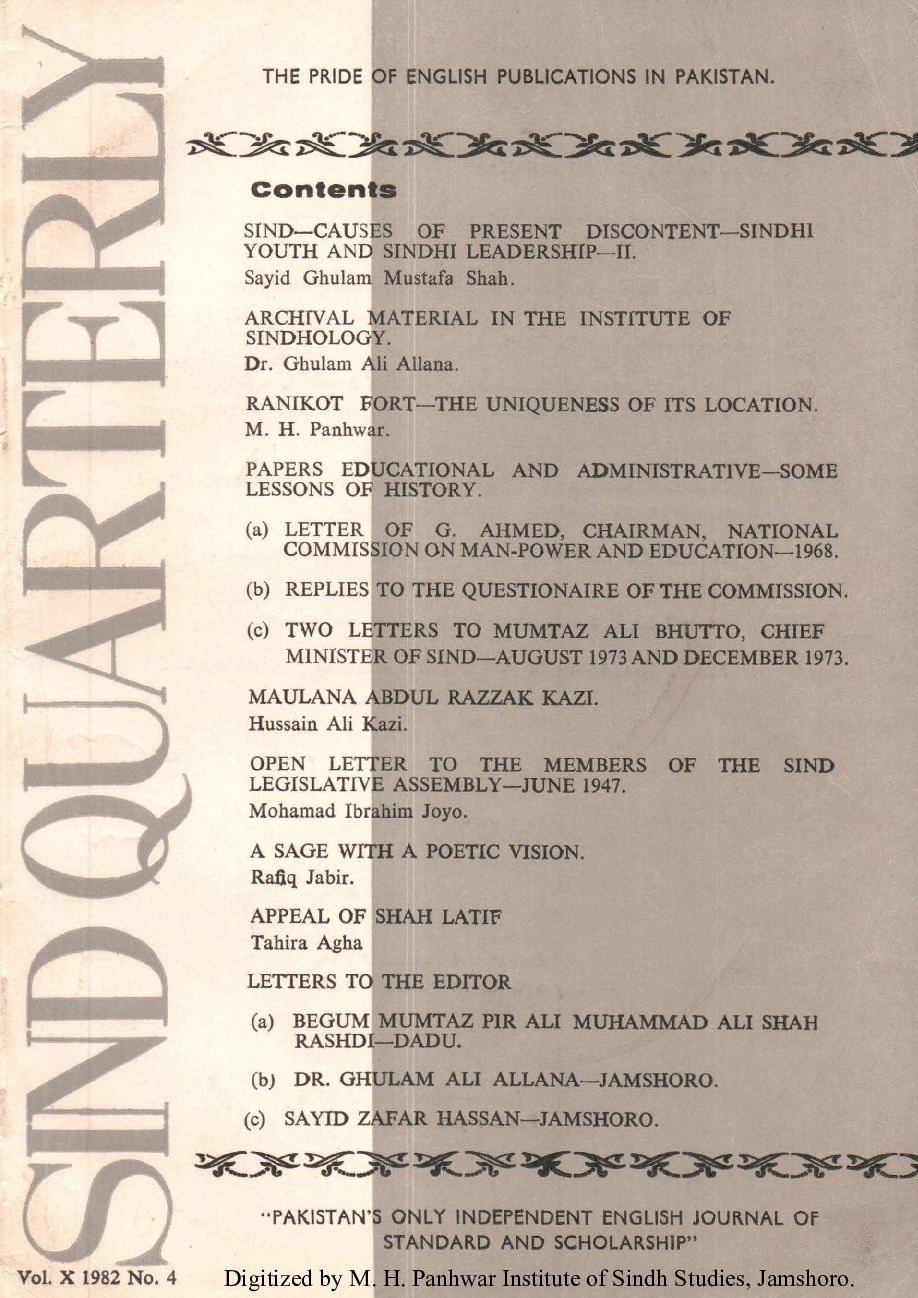 SIND QUARTERLY
THE PRIDE OF ENGLISH PUBLICATIONS IN PAKISTAN.
Contents
SIND—CAUSES OF PRESENT DISCONTENT—SINDHI
YOUTH AND SINDHI LEADERSHIP—II.
Sayid Ghulam Mustafa Shah.
ARCHIVAL MATERIAL IN THE INSTITUTE OF
SINDHOLOGY.
Dr. Ghulam Ali Allana.
RANIKOT FORT—THE UNIQUENESS OF ITS LOCATION.
M. H. Panhwar.
PAPERS EDUCATIONAL AND ADMINISTRATIVE—SOME
LESSONS OF HISTORY.
(a) LETTER OF G. AHMED, CHAIRMAN, NATIONAL
COMMISSION ON MAN-POWER AND EDUCATION—1968.
(b) REPLIES TO THE QUESTIONAIRE OF THE COMMISSION.
(c) TWO LETTERS TO MUMTAZ ALI BHUTTO, CHIEF
MINISTER OF SIND—AUGUST 1973 AND DECEMBER 1973.
MAULANA ABDUL RAZZAK KAZI.
Hussain Ali Kazi.
OPEN LETTER TO THE MEMBERS OF THE SIND
LEGISLATIVE ASSEMBLY—JUNE 1947.
Mohamad Ibrahim Joyo.
A SAGE WITH A POETIC VISION.
Rafiq Jabir.
APPEAL OF SHAH LATIF
Tahira Agha
LETTERS TO THE EDITOR
(a) BEGUM MUMTAZ PIR ALI MUHAMMAD ALI SHAH
RASHDI—DADU.
(b) DR. GHULAM ALI ALLANA—JAMSHORO.
(c) SAYID ZAFAR HASSAN—JAMSHORO.
"PAKISTAN'S ONLY INDEPENDENT ENGLISH JOURNAL OF
STANDARD AND SCHOLARSHIP"
Vol. X 1982 No. 4
Digitized by M. H. Panhwar Institute of Sindh Studies, Jamshoro.